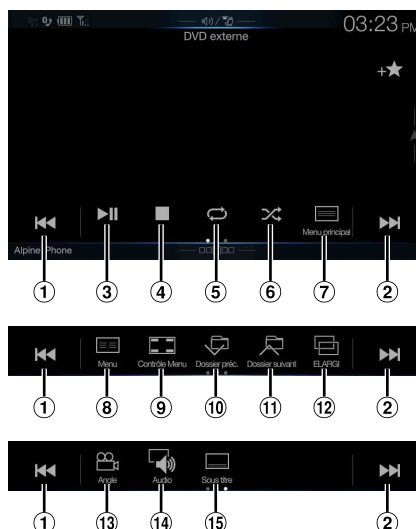 03:23 PM
DVD externe
Menu principal
Alpine Phone
① ③ ④ ⑤ ⑥ ⑦ ②
Menu Contrôle Menu Dossier préc. Dossier suivant ELARGI
① ⑧ ⑨ ⑩ ⑪ ⑫ ②
Angle Audio Sous titre
① ⑬ ⑭ ⑮ ②